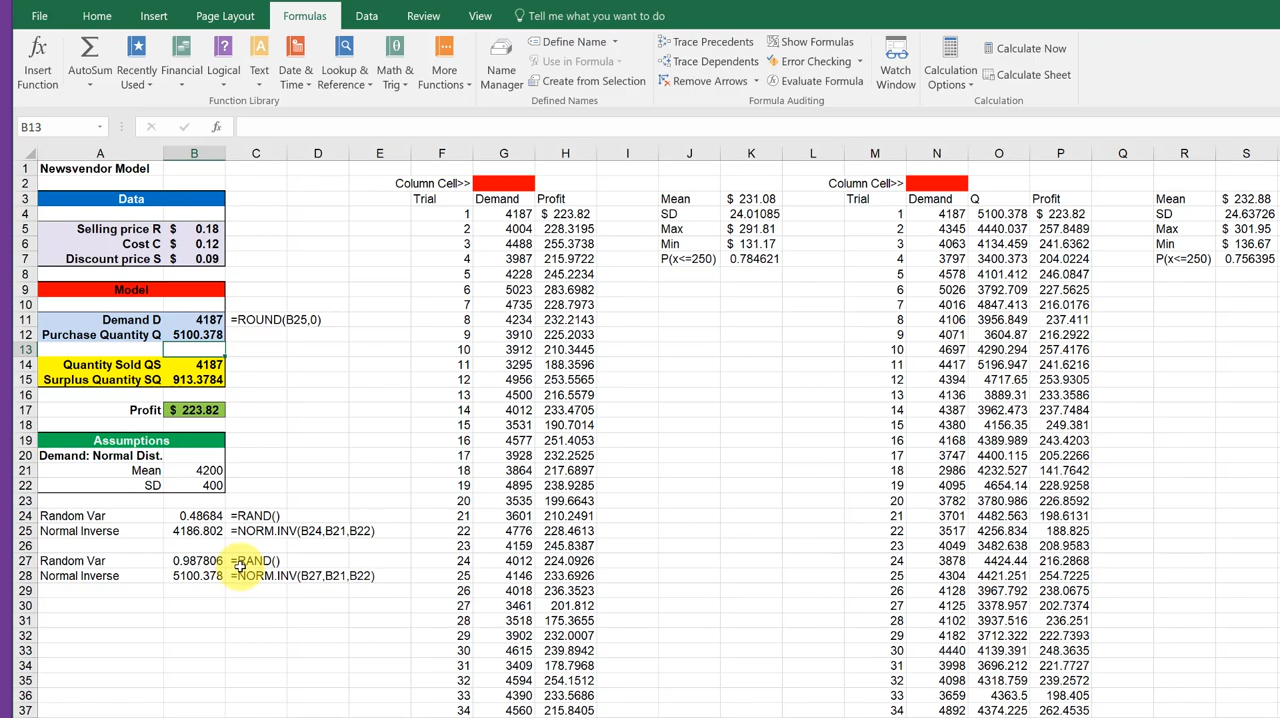 File Home Insert Page Layout Formulas Data Review View Tell me what you want to do
Insert Function AutoSum Recently Used Financial Logical Text Date & Time Lookup & Reference Math & Trig More Functions
Function Library
Name Manager Define Name Use in Formula Create from Selection
Defined Names
Trace Precedents Trace Dependents Remove Arrows Show Formulas Error Checking Evaluate Formula
Watch Window
Formula Auditing
Calculation Options Calculate Now Calculate Sheet
Calculation
B13
A B C D E F G H I J K L M N O P Q R S
1 Newsvendor Model
2 Column Cell>> Column Cell>>
3 Data Trial Demand Profit Mean $ 231.08 Trial Demand Q Profit Mean $ 232.88
4 1 4187 $ 223.82 SD 24.01085 1 4187 5100.378 $ 223.82 SD 24.63726
5 Selling price R $ 0.18 2 4004 228.3195 Max $ 291.81 2 4345 4440.037 257.8489 Max $ 301.95
6 Cost C $ 0.12 3 4488 255.3738 Min $ 131.17 3 4063 4134.459 241.6362 Min $ 136.67
7 Discount price S $ 0.09 4 3987 215.9722 P(x<=250) 0.784621 4 3797 3400.373 204.0224 P(x<=250) 0.756395
8 5 4228 245.2234 5 4578 4101.412 246.0847
9 Model 6 5023 283.6982 6 5026 3792.709 227.5625
10 7 4735 228.7973 7 4016 4847.413 216.0176
11 Demand D 4187 =ROUND(B25,0) 8 4234 212.2143 8 4106 3956.849 237.411
12 Purchase Quantity Q 5100.378 9 3910 225.2033 9 4071 3604.87 216.2922
13 10 3912 210.3445 10 4697 4290.294 257.4176
14 Quantity Sold QS 4187 11 3295 188.3596 11 4417 5196.947 241.6216
15 Surplus Quantity SQ 913.3784 12 4956 253.5565 12 4394 4717.65 253.9305
16 13 4500 216.5579 13 4136 3889.31 233.3586
17 Profit $ 223.82 14 4012 233.4705 14 4387 3962.473 237.7484
18 15 3531 190.7014 15 4380 4156.35 249.381
19 Assumptions 16 4577 251.4053 16 4168 4389.989 243.4203
20 Demand: Normal Dist. 17 3928 232.2525 17 3747 4400.115 205.2266
21 Mean 4200 18 3864 217.6897 18 2986 4232.527 141.7642
22 SD 400 19 4895 238.9285 19 4095 4654.14 228.9258
23 20 3535 199.6643 20 3782 3780.986 226.8592
24 Random Var 0.48684 =RAND() 21 3601 210.2491 21 3701 4482.563 198.6131
25 Normal Inverse 4186.802 =NORM.INV(B24,B21,B22) 22 4776 228.4613 22 3517 4256.834 188.825
26 23 4159 245.8387 23 4049 3482.638 208.9583
27 Random Var 0.987806 =RAND() 24 4012 224.0926 24 3878 4424.44 216.2868
28 Normal Inverse 5100.378 =NORM.INV(B27,B21,B22) 25 4146 233.6926 25 4304 4421.251 254.7225
29 26 4018 236.3523 26 4128 3967.792 238.0675
30 27 3461 201.812 27 4125 3378.957 202.7374
31 28 3518 175.3655 28 4102 3937.516 236.251
32 29 3902 232.0007 29 4182 3712.322 222.7393
33 30 4615 239.8942 30 4440 4139.391 248.3635
34 31 3409 178.7968 31 3998 3696.212 221.7727
35 32 4594 254.1512 32 4098 4318.759 239.2572
36 33 4390 233.5686 33 3659 4363.5 198.405
37 34 4560 215.8405 34 4892 4374.225 262.4535